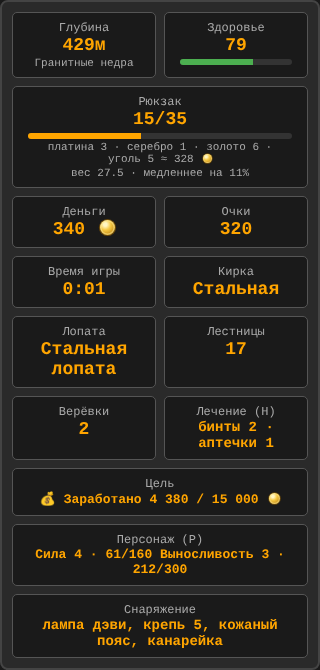 Глубина
429м
Гранитные недра
Здоровье
79
Рюкзак
15/35
платина 3 · серебро 1 · золото 6 ·
уголь 5 ≈ 328 🪙
вес 27.5 · медленнее на 11%
Деньги
340 🪙
Очки
320
Время игры
0:01
Кирка
Стальная
Лопата
Стальная
лопата
Лестницы
17
Верёвки
2
Лечение (H)
бинты 2 ·
аптечки 1
Цель
💰 Заработано 4 380 / 15 000 🪙
Персонаж (P)
Сила 4 · 61/160 Выносливость 3 ·
212/300
Снаряжение
лампа дэви, крепь 5, кожаный
пояс, канарейка